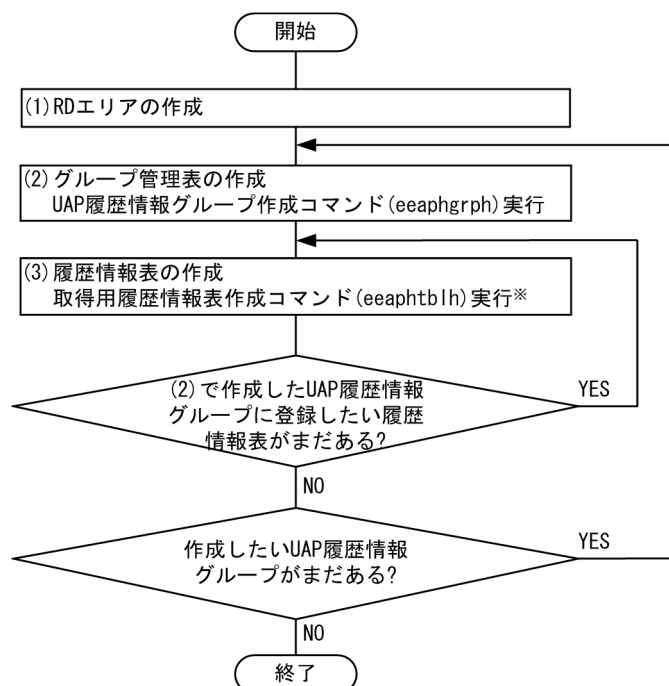 開始
(1)RDエリアの作成
(2)グループ管理表の作成
UAP履歴情報グループ作成コマンド(eeaphgrph)実行
(3)履歴情報表の作成
取得用履歴情報表作成コマンド(eeaphtblh)実行※
(2)で作成したUAP履歴情報
グループに登録したい履歴
情報表がまだある?
YES
NO
作成したいUAP履歴情報
グループがまだある?
YES
NO
終了